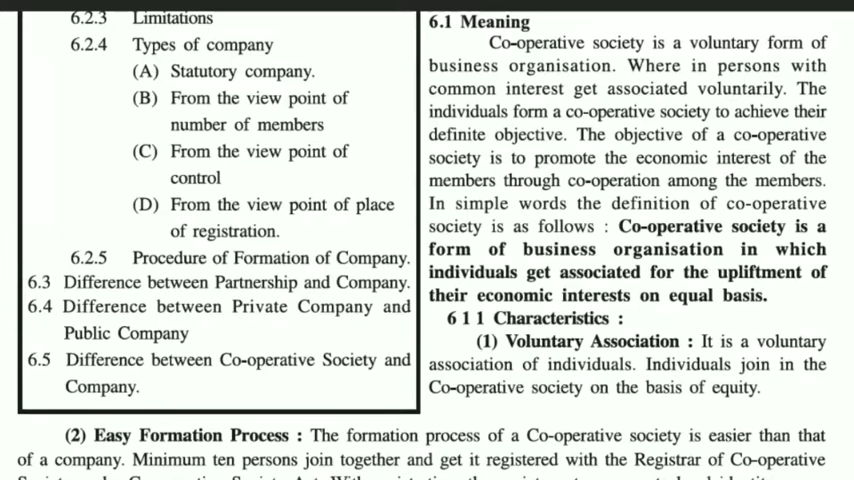 6.2.3 Limitations
6.2.4 Types of company
(A) Statutory company.
(B) From the view point of
number of members
(C) From the view point of
control
(D) From the view point of place
of registration.
6.2.5 Procedure of Formation of Company.
6.3 Difference between Partnership and Company.
6.4 Difference between Private Company and
Public Company
6.5 Difference between Co-operative Society and
Company.
6.1 Meaning
Co-operative society is a voluntary form of
business organisation. Where in persons with
common interest get associated voluntarily. The
individuals form a co-operative society to achieve their
definite objective. The objective of a co-operative
society is to promote the economic interest of the
members through co-operation among the members.
In simple words the definition of co-operative
society is as follows : Co-operative society is a
form of business organisation in which
individuals get associated for the upliftment of
their economic interests on equal basis.
6 1 1 Characteristics :
(1) Voluntary Association : It is a voluntary
association of individuals. Individuals join in the
Co-operative society on the basis of equity.
(2) Easy Formation Process : The formation process of a Co-operative society is easier than that
of a company. Minimum ten persons join together and get it registered with the Registrar of Co-operative